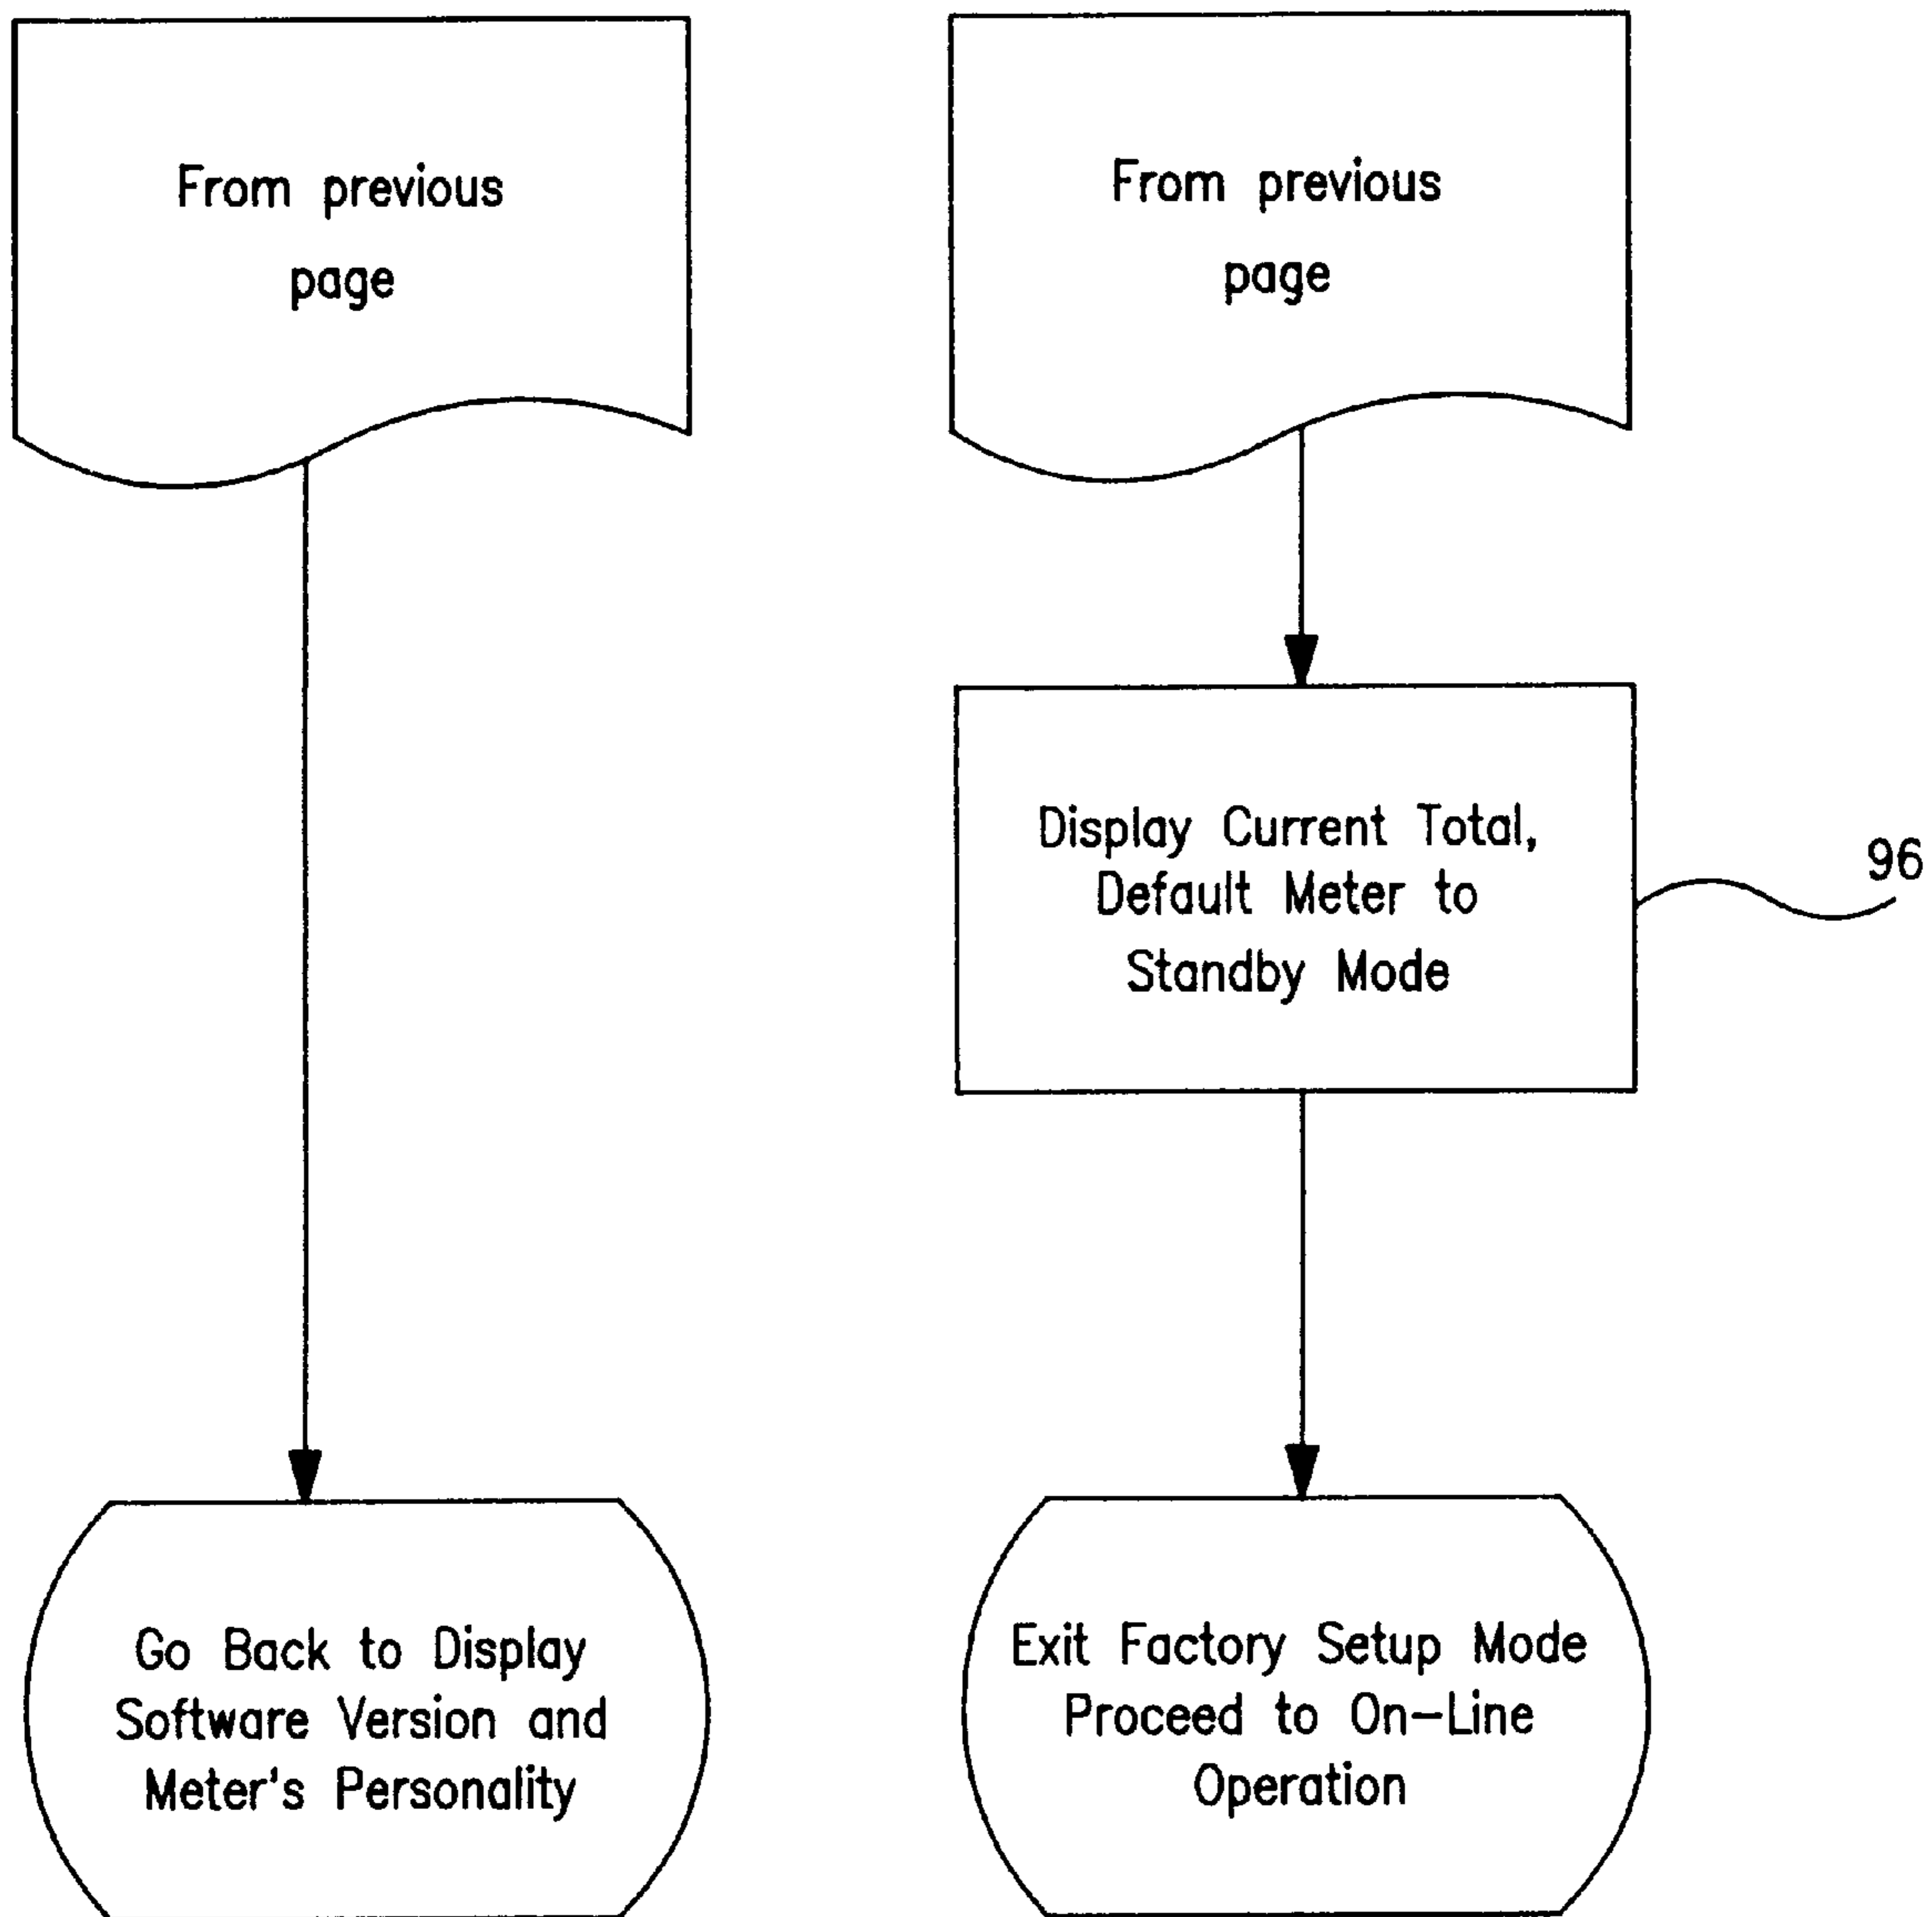 From previous
page
From previous
page
Display Current Total,
Default Meter to
Standby Mode
96
Go Back to Display
Software Version and
Meter's Personality
Exit Factory Setup Mode
Proceed to On-Line
Operation